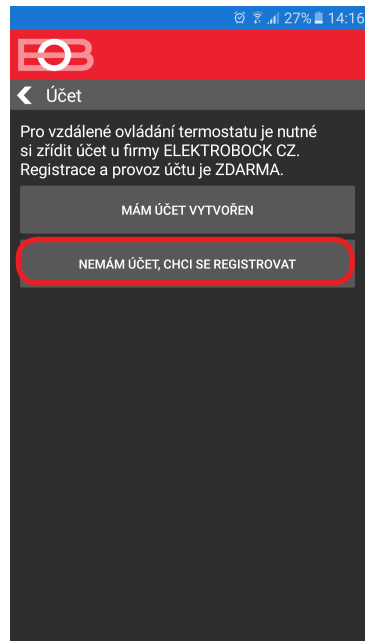 27% 14:16
EOB
Účet
Pro vzdálené ovládání termostatu je nutné
si zřídit účet u firmy ELEKTROBOCK CZ.
Registrace a provoz účtu je ZDARMA.
MÁM ÚČET VYTVOŘEN
NEMÁM ÚČET, CHCI SE REGISTROVAT